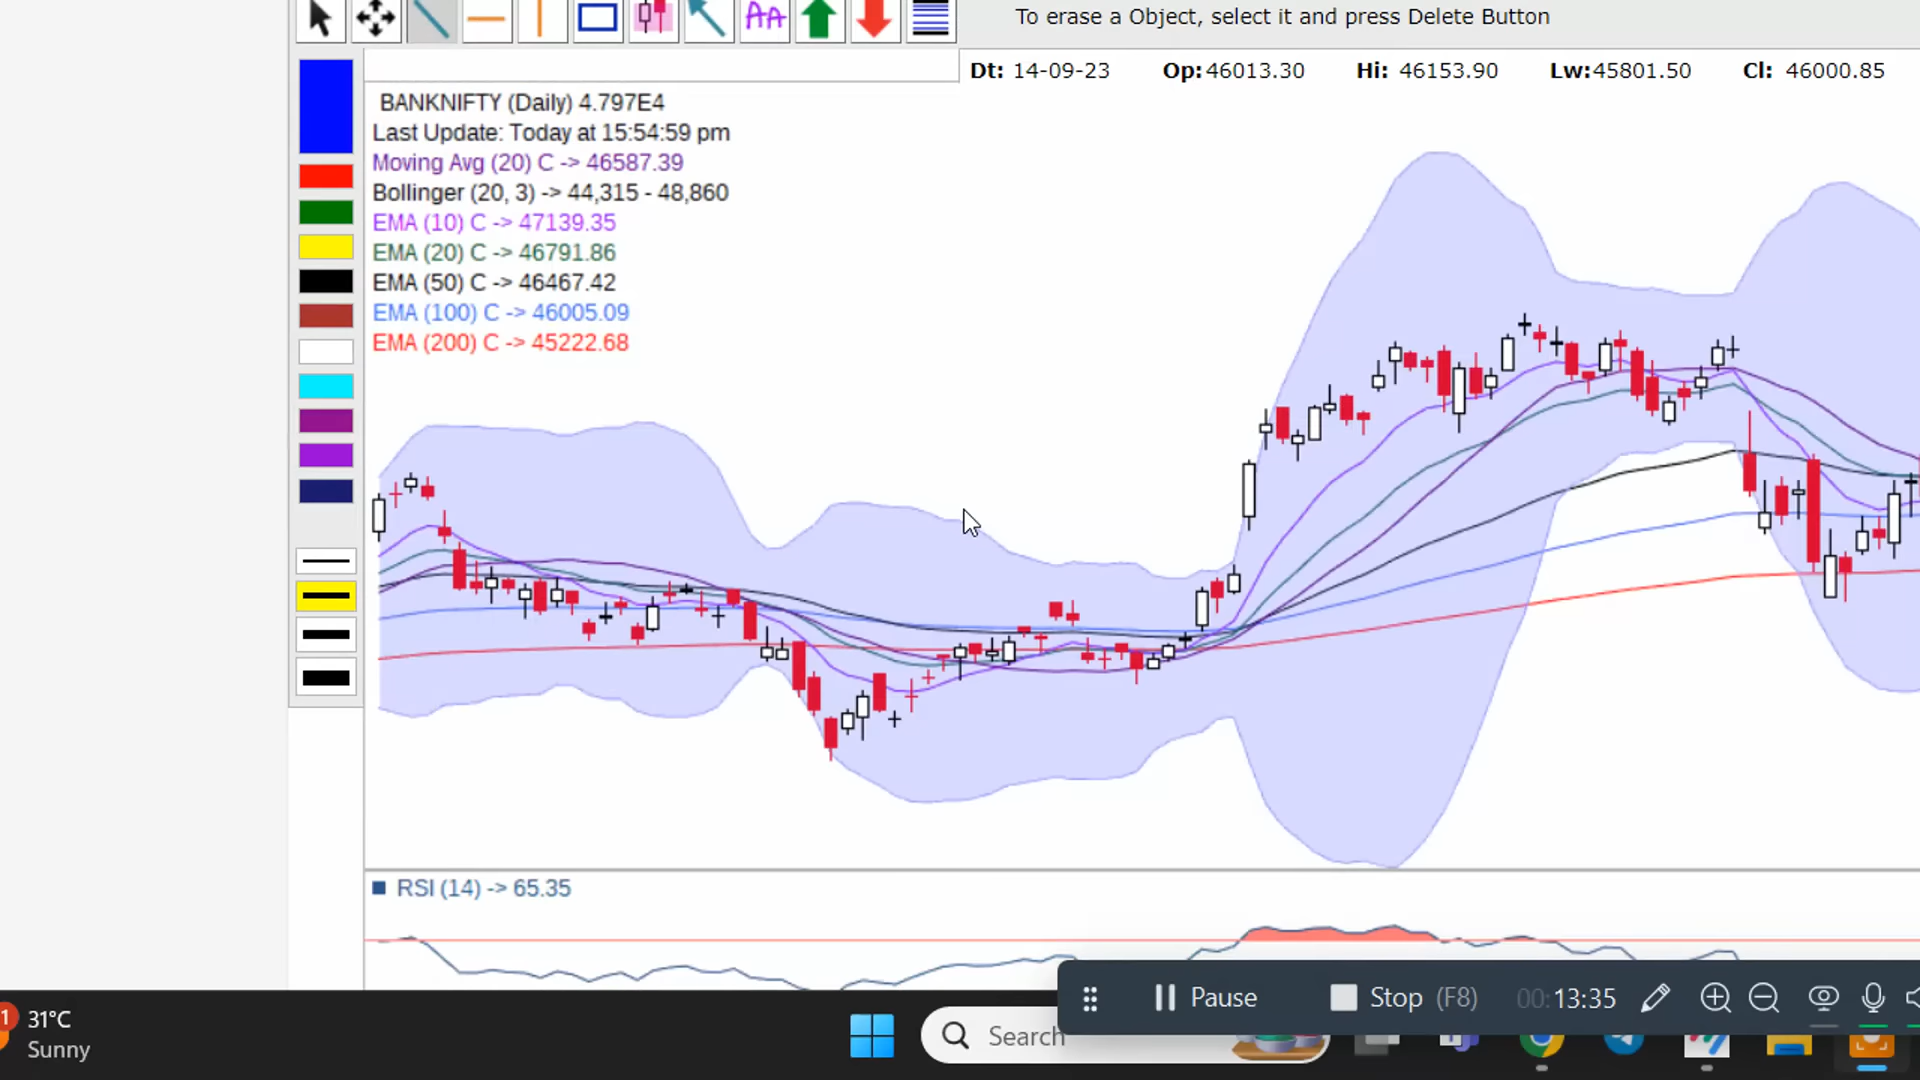 AA
To erase a Object, select it and press Delete Button
Dt: 14-09-23 Op:46013.30 Hi: 46153.90 Lw:45801.50 Cl: 46000.85
BANKNIFTY (Daily) 4.797E4
Last Update: Today at 15:54:59 pm
Moving Avg (20) C -> 46587.39
Bollinger (20, 3) -> 44,315 - 48,860
EMA (10) C -> 47139.35
EMA (20) C -> 46791.86
EMA (50) C -> 46467.42
EMA (100) C -> 46005.09
EMA (200) C -> 45222.68
RSI (14) -> 65.35
Pause Stop (F8) 00:13:35
1
31°C
Sunny
Search